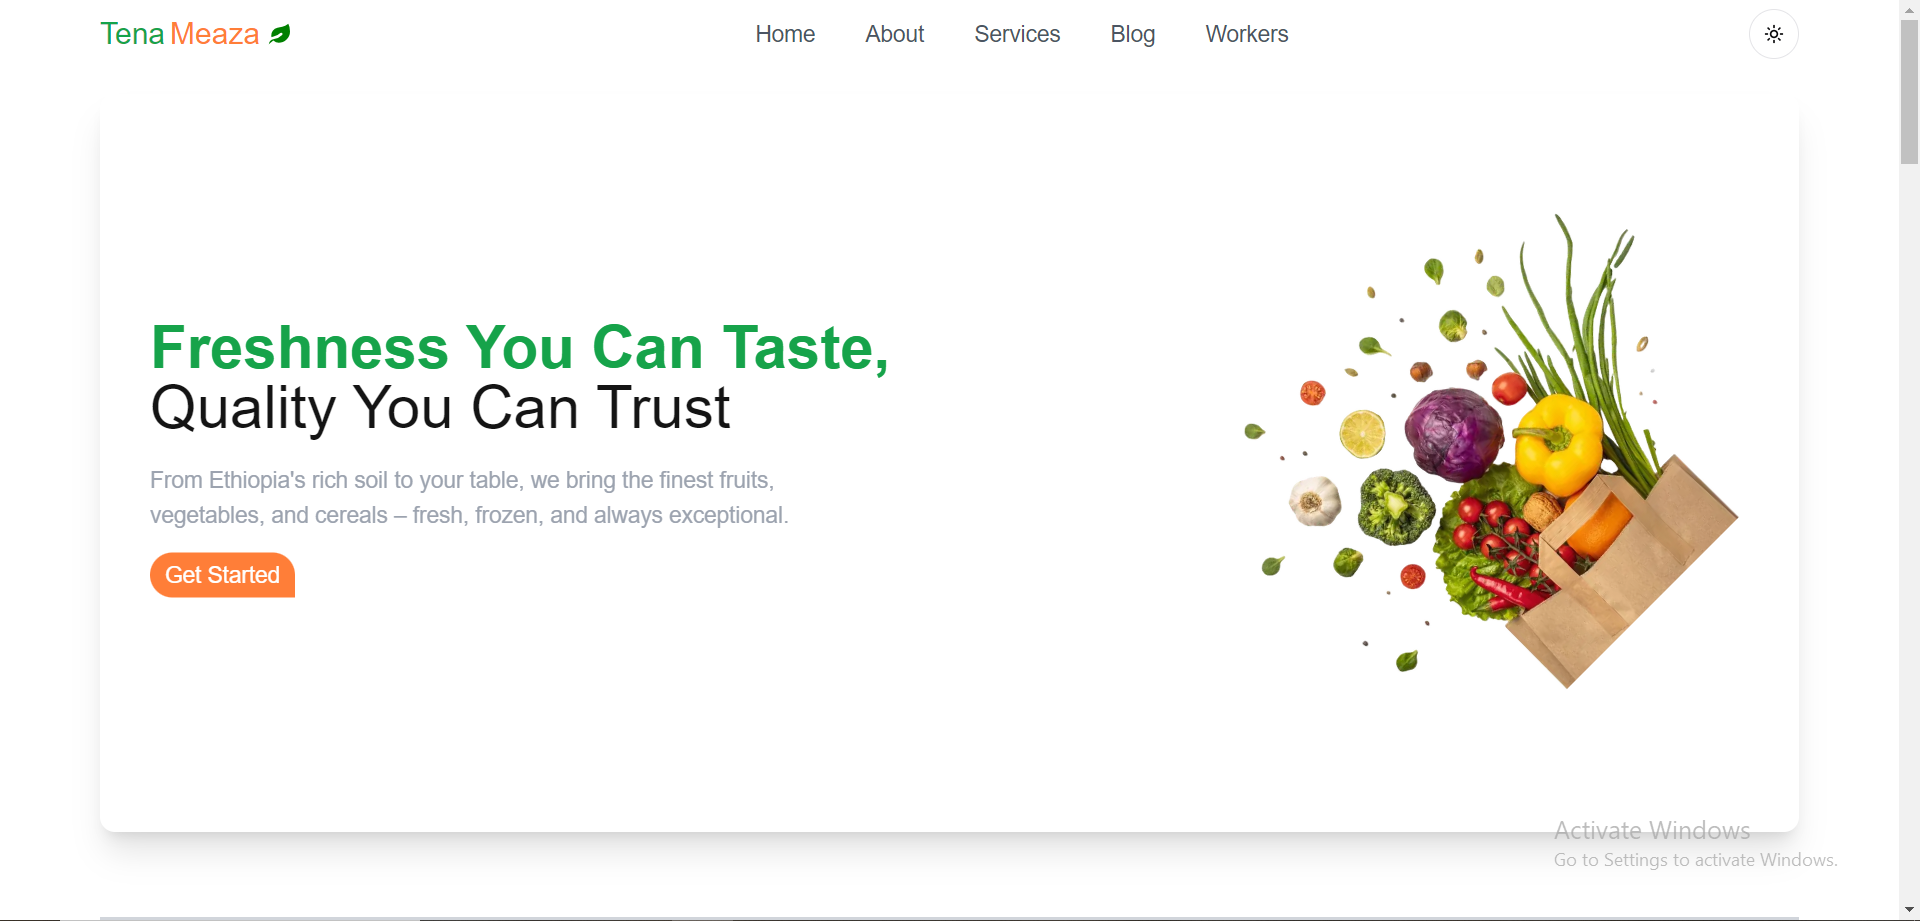 Tena Meaza
Home About Services Blog Workers
Freshness You Can Taste,
Quality You Can Trust
From Ethiopia's rich soil to your table, we bring the finest fruits,
vegetables, and cereals – fresh, frozen, and always exceptional.
Get Started
Activate Windows
Go to Settings to activate Windows.